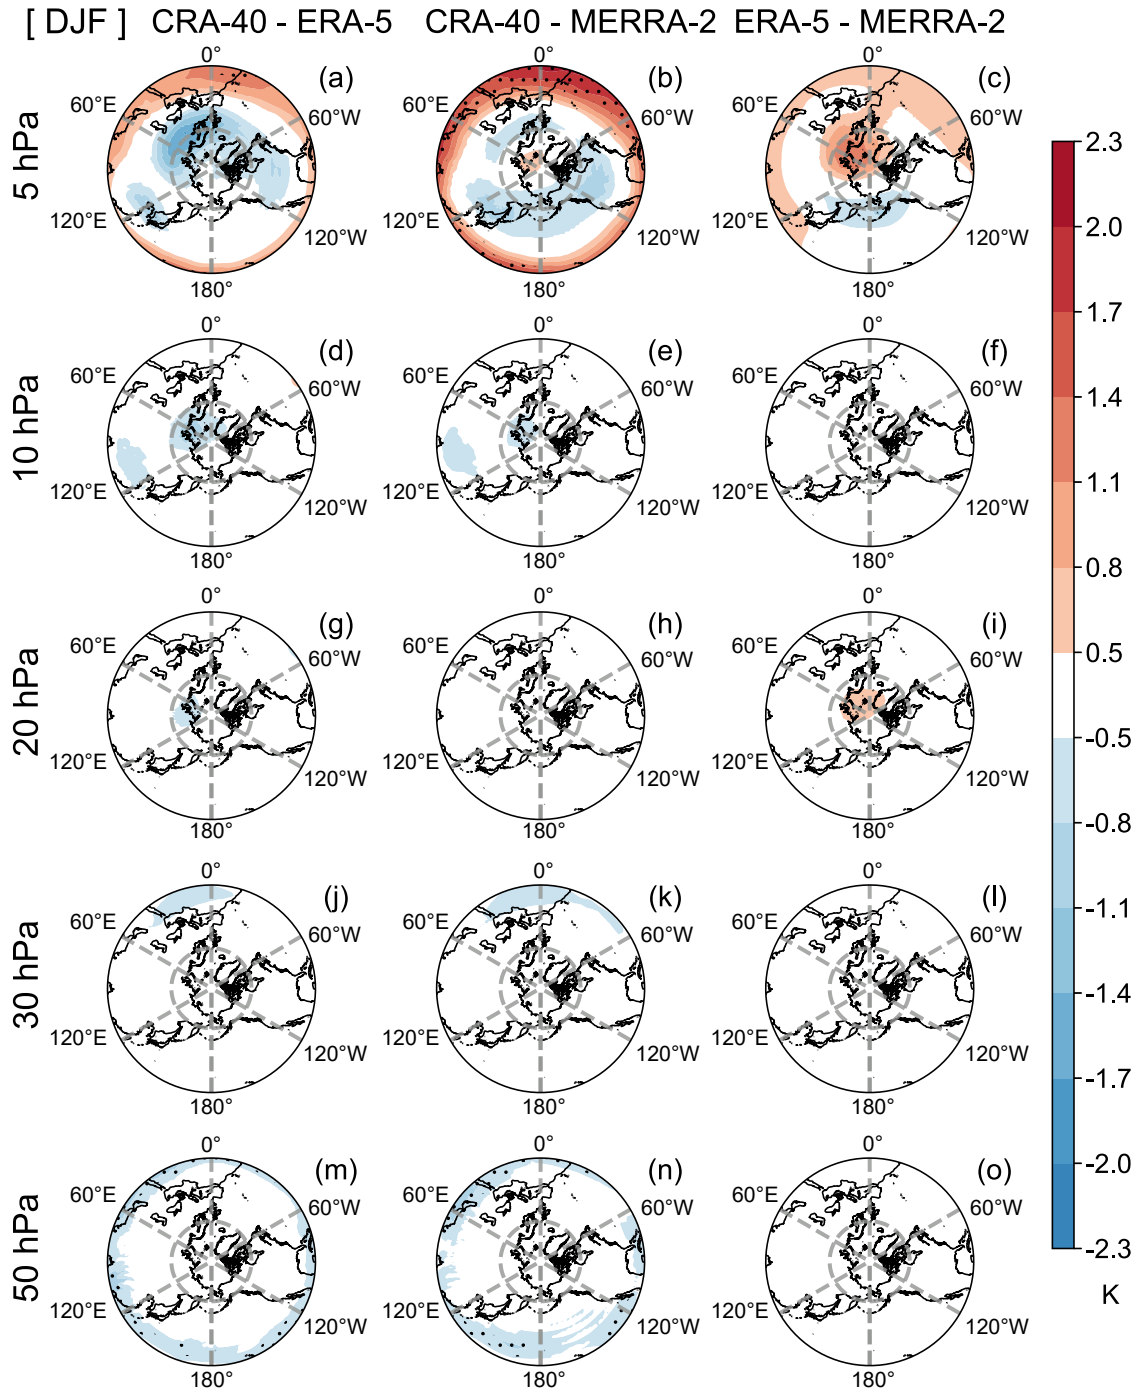 [ DJF ] CRA-40 - ERA-5 CRA-40 - MERRA-2 ERA-5 - MERRA-2
5 hPa
(a) 0° 60°E 60°W 120°E 120°W 180°
(b) 0° 60°E 60°W 120°E 120°W 180°
(c) 0° 60°E 60°W 120°E 120°W 180°
10 hPa
(d) 0° 60°E 60°W 120°E 120°W 180°
(e) 0° 60°E 60°W 120°E 120°W 180°
(f) 0° 60°E 60°W 120°E 120°W 180°
20 hPa
(g) 0° 60°E 60°W 120°E 120°W 180°
(h) 0° 60°E 60°W 120°E 120°W 180°
(i) 0° 60°E 60°W 120°E 120°W 180°
30 hPa
(j) 0° 60°E 60°W 120°E 120°W 180°
(k) 0° 60°E 60°W 120°E 120°W 180°
(l) 0° 60°E 60°W 120°E 120°W 180°
50 hPa
(m) 0° 60°E 60°W 120°E 120°W 180°
(n) 0° 60°E 60°W 120°E 120°W 180°
(o) 0° 60°E 60°W 120°E 120°W 180°
2.3
2.0
1.7
1.4
1.1
0.8
0.5
-0.5
-0.8
-1.1
-1.4
-1.7
-2.0
-2.3
K